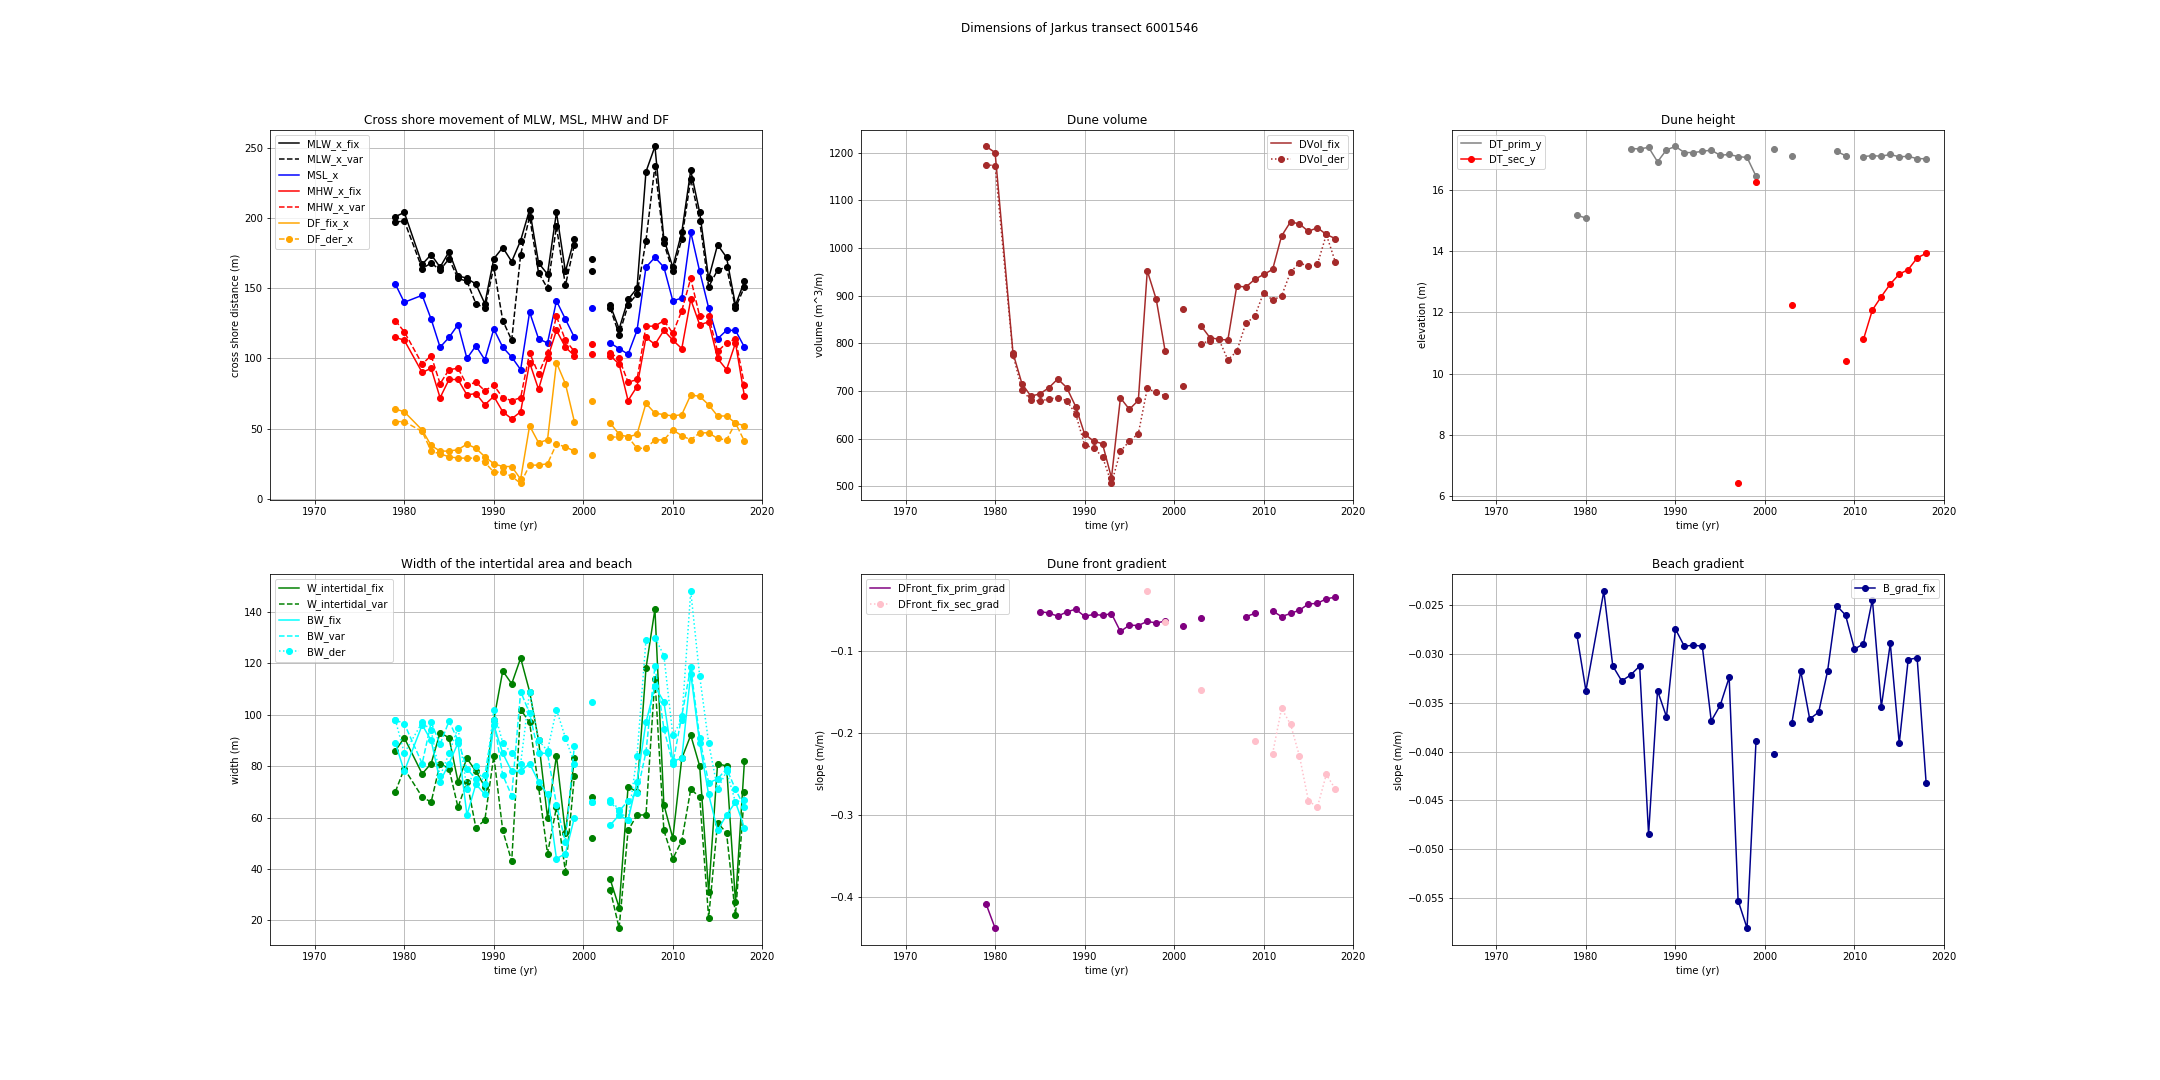 Dimensions of Jarkus transect 6001546
Cross shore movement of MLW, MSL, MHW and DF
MLW_x_fix
MLW_x_var
MSL_x
MHW_x_fix
MHW_x_var
DF_fix_x
DF_der_x
cross shore distance (m)
250
200
150
100
50
0
1970
1980
1990
2000
2010
2020
time (yr)
Dune volume
DVol_fix
DVol_der
volume (m^3/m)
1200
1100
1000
900
800
700
600
500
1970
1980
1990
2000
2010
2020
time (yr)
Dune height
DT_prim_y
DT_sec_y
elevation (m)
16
14
12
10
8
6
1970
1980
1990
2000
2010
2020
time (yr)
Width of the intertidal area and beach
W_intertidal_fix
W_intertidal_var
BW_fix
BW_var
BW_der
width (m)
140
120
100
80
60
40
20
1970
1980
1990
2000
2010
2020
time (yr)
Dune front gradient
DFront_fix_prim_grad
DFront_fix_sec_grad
slope (m/m)
−0.1
−0.2
−0.3
−0.4
1970
1980
1990
2000
2010
2020
time (yr)
Beach gradient
B_grad_fix
slope (m/m)
−0.025
−0.030
−0.035
−0.040
−0.045
−0.050
−0.055
1970
1980
1990
2000
2010
2020
time (yr)